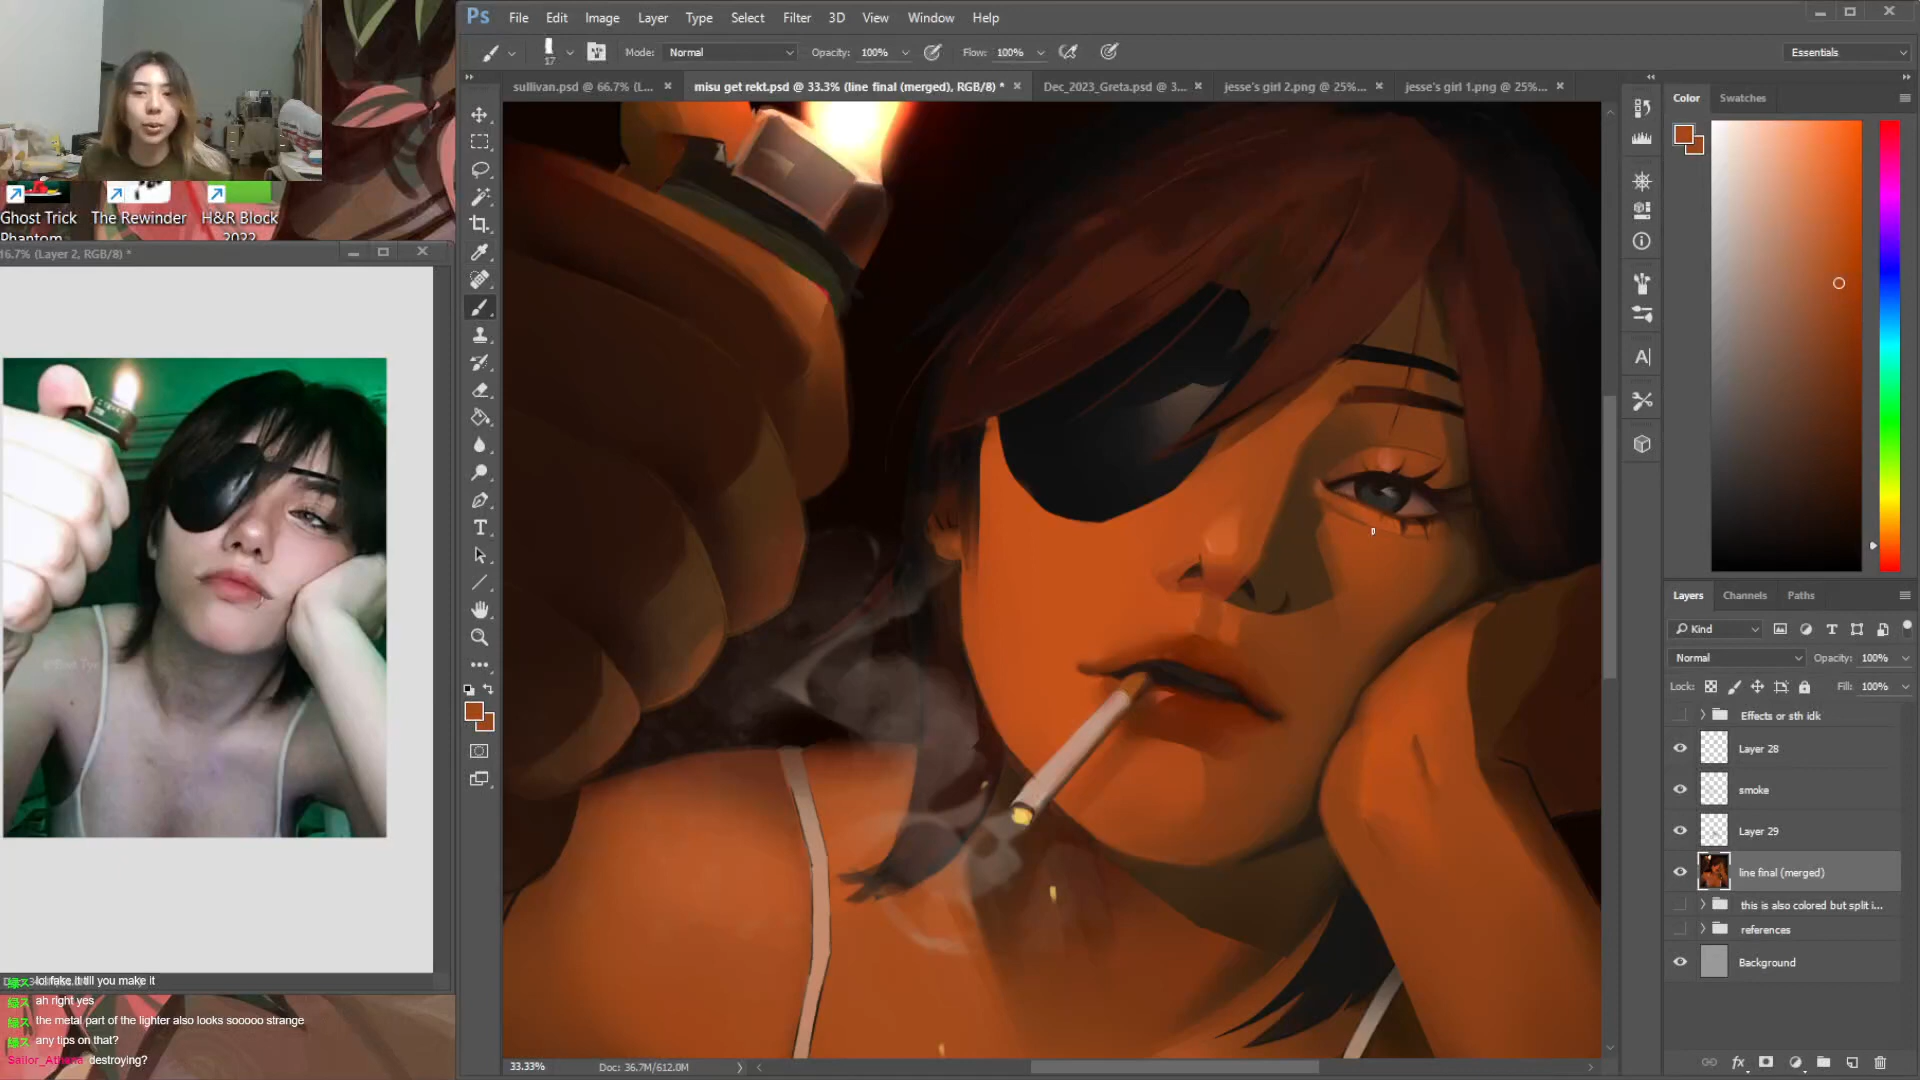 Ps File Edit Image Layer Type Select Filter 3D View Window Help
17 Mode: Normal Opacity: 100% Flow: 100% Essentials
sullivan.psd @ 66.7% (L... misu get rekt.psd @ 33.3% (line final (merged), RGB/8) * Dec_2023_Greta.psd @ 3... jesse's girl 2.png @ 25%... jesse's girl 1.png @ 25%...
Color Swatches
Ghost Trick The Rewinder H&R Block
Phantom 2022
16.7% (Layer 2, RGB/8) *
Layers Channels Paths
Kind
Normal Opacity: 100%
Lock: Fill: 100%
Effects or sth idk
Layer 28
smoke
Layer 29
line final (merged)
this is also colored but split i...
references
Background
lol fake it till you make it
ah right yes
the metal part of the lighter also looks sooooo strange
any tips on that?
Sailor_Athena destroying?
33.33% Doc: 36.7M/612.0M